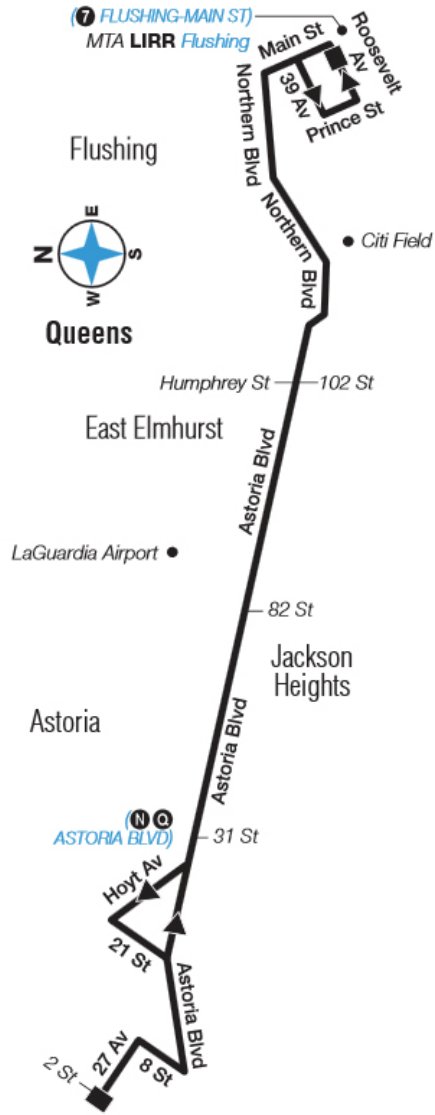 (7 FLUSHING-MAIN ST)
MTA LIRR Flushing
Main St
Roosevelt
Av
39 Av
Prince St
Northern Blvd
Flushing
Northern Blvd
Citi Field
E
N
S
W
Queens
Humphrey St
102 St
East Elmhurst
Astoria Blvd
LaGuardia Airport
82 St
Jackson
Heights
Astoria
Astoria Blvd
(N Q
ASTORIA BLVD)
31 St
Hoyt Av
21 St
Astoria Blvd
27 Av
8 St
2 St